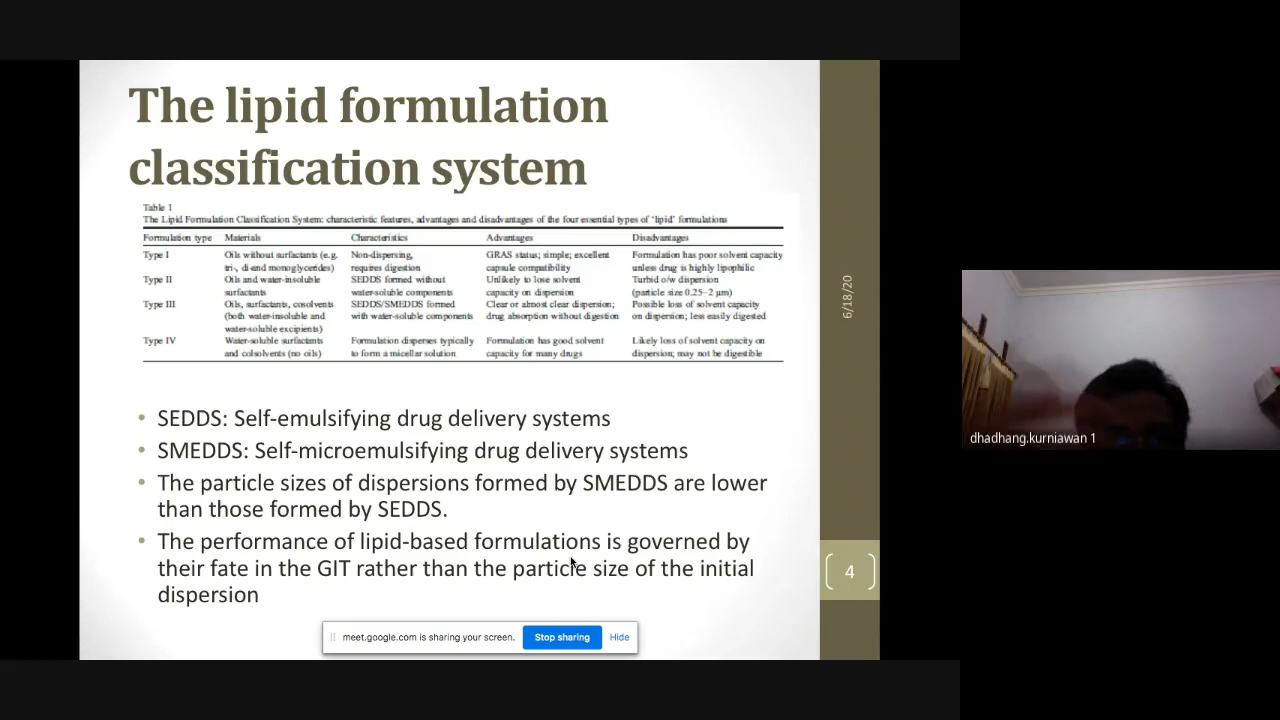 The lipid formulation
classification system
Table 1
The Lipid Formulation Classification System: characteristic features, advantages and disadvantages of the four essential types of 'lipid' formulations
Formulation type Materials Characteristics Advantages Disadvantages
Type I Oils without surfactants (e.g. Non-dispersing, GRAS status; simple; excellent Formulation has poor solvent capacity
tri-, di-and monoglycerides) requires digestion capsule compatibility unless drug is highly lipophilic
Type II Oils and water-insoluble SEDDS formed without Unlikely to lose solvent Turbid o/w dispersion
surfactants water-soluble components capacity on dispersion (particle size 0.25–2 μm)
Type III Oils, surfactants, cosolvents SEDDS/SMEDDS formed Clear or almost clear dispersion; Possible loss of solvent capacity
(both water-insoluble and with water-soluble components drug absorption without digestion on dispersion; less easily digested
water-soluble excipients)
Type IV Water-soluble surfactants Formulation disperses typically Formulation has good solvent Likely loss of solvent capacity on
and cosolvents (no oils) to form a micellar solution capacity for many drugs dispersion; may not be digestible
• SEDDS: Self-emulsifying drug delivery systems
• SMEDDS: Self-microemulsifying drug delivery systems
• The particle sizes of dispersions formed by SMEDDS are lower
than those formed by SEDDS.
• The performance of lipid-based formulations is governed by
their fate in the GIT rather than the particle size of the initial
dispersion
6/18/20
4
meet.google.com is sharing your screen. Stop sharing Hide
dhadhang.kurniawan 1